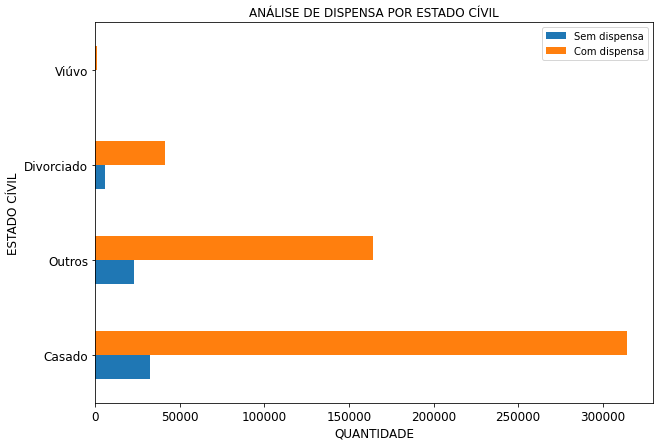 ANÁLISE DE DISPENSA POR ESTADO CÍVIL
Sem dispensa
Com dispensa
ESTADO CÍVIL
Viúvo
Divorciado
Outros
Casado
0 50000 100000 150000 200000 250000 300000
QUANTIDADE